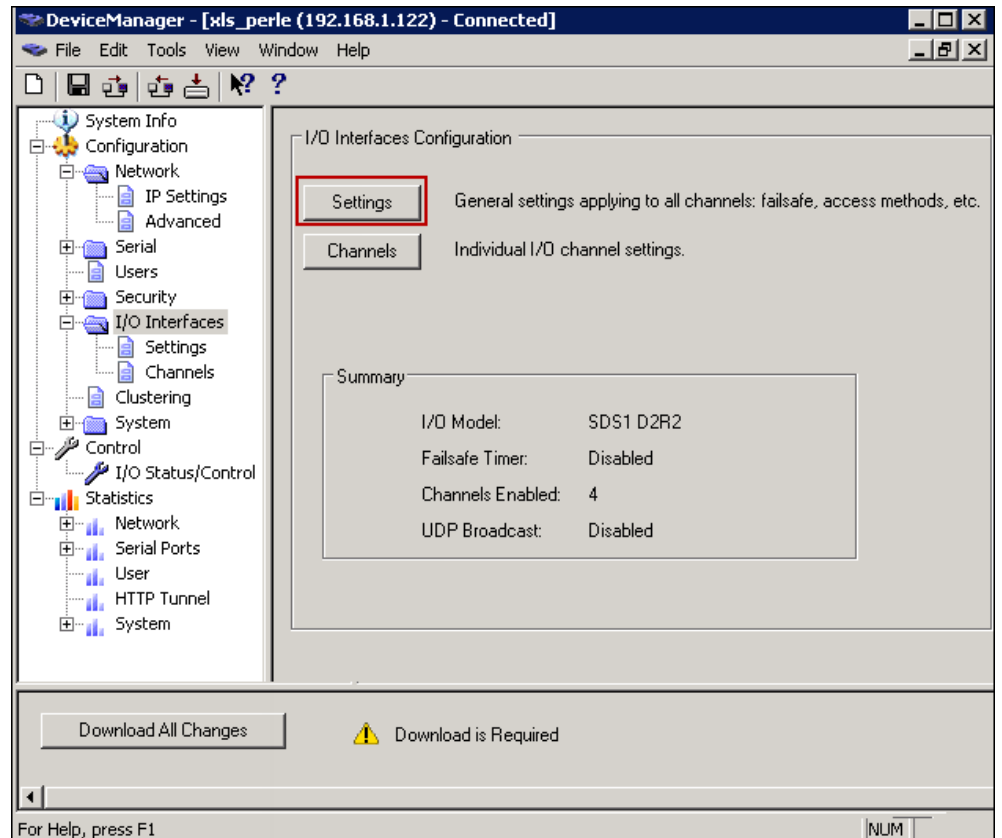 DeviceManager - [xls_perle (192.168.1.122) - Connected]
File Edit Tools View Window Help
System Info
Configuration
Network
IP Settings
Advanced
Serial
Users
Security
I/O Interfaces
Settings
Channels
Clustering
System
Control
I/O Status/Control
Statistics
Network
Serial Ports
User
HTTP Tunnel
System
I/O Interfaces Configuration
Settings General settings applying to all channels: failsafe, access methods, etc.
Channels Individual I/O channel settings.
Summary
I/O Model: SDS1 D2R2
Failsafe Timer: Disabled
Channels Enabled: 4
UDP Broadcast: Disabled
Download All Changes Download is Required
For Help, press F1 NUM